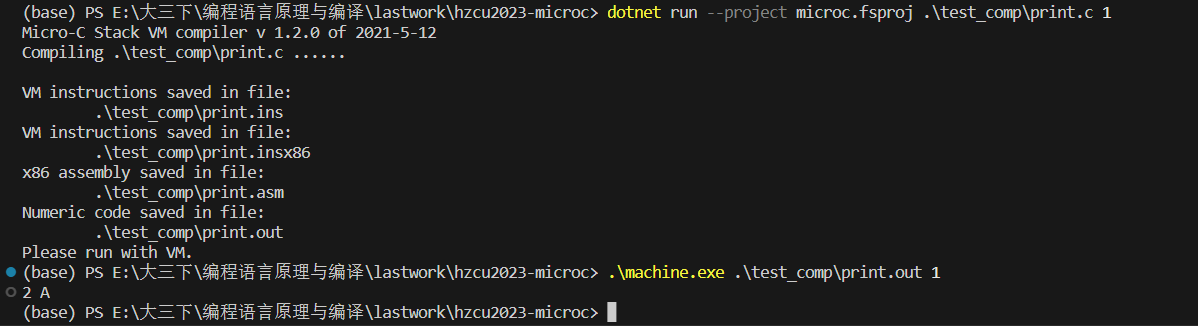 (base) PS E:\大三下\编程语言原理与编译\lastwork\hzcu2023-microc> dotnet run --project microc.fsproj .\test_comp\print.c 1
Micro-C Stack VM compiler v 1.2.0 of 2021-5-12
Compiling .\test_comp\print.c ......
VM instructions saved in file:
        .\test_comp\print.ins
VM instructions saved in file:
        .\test_comp\print.insx86
x86 assembly saved in file:
        .\test_comp\print.asm
Numeric code saved in file:
        .\test_comp\print.out
Please run with VM.
(base) PS E:\大三下\编程语言原理与编译\lastwork\hzcu2023-microc> .\machine.exe .\test_comp\print.out 1
2 A
(base) PS E:\大三下\编程语言原理与编译\lastwork\hzcu2023-microc>